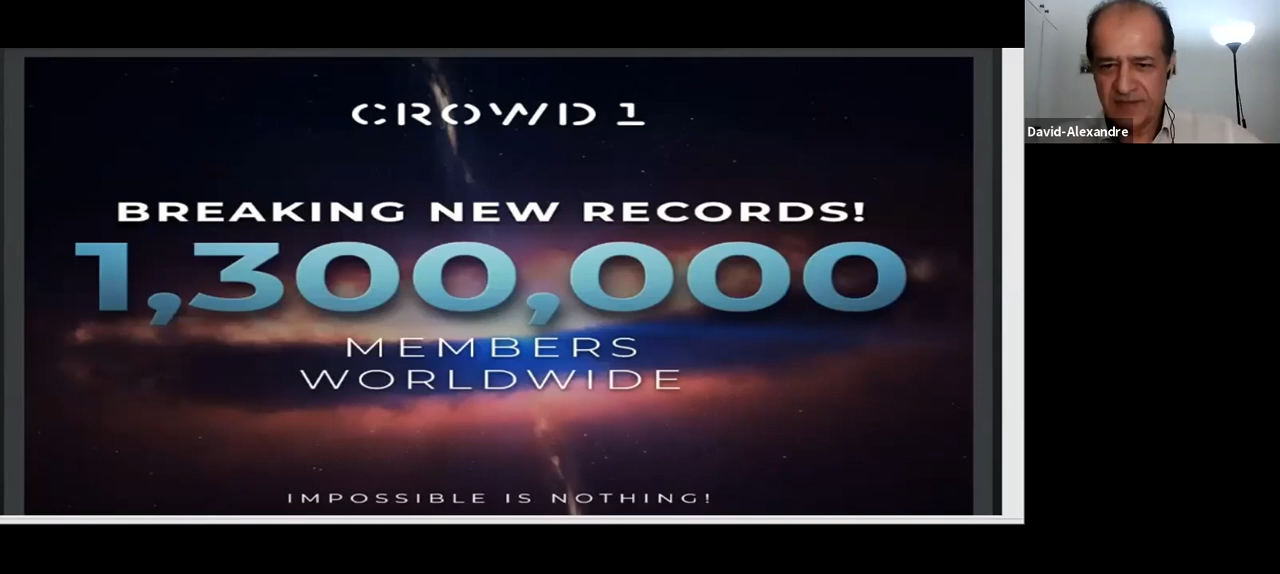 CROWD 1
BREAKING NEW RECORDS!
1,300,000
MEMBERS
WORLDWIDE
IMPOSSIBLE IS NOTHING!
David-Alexandre